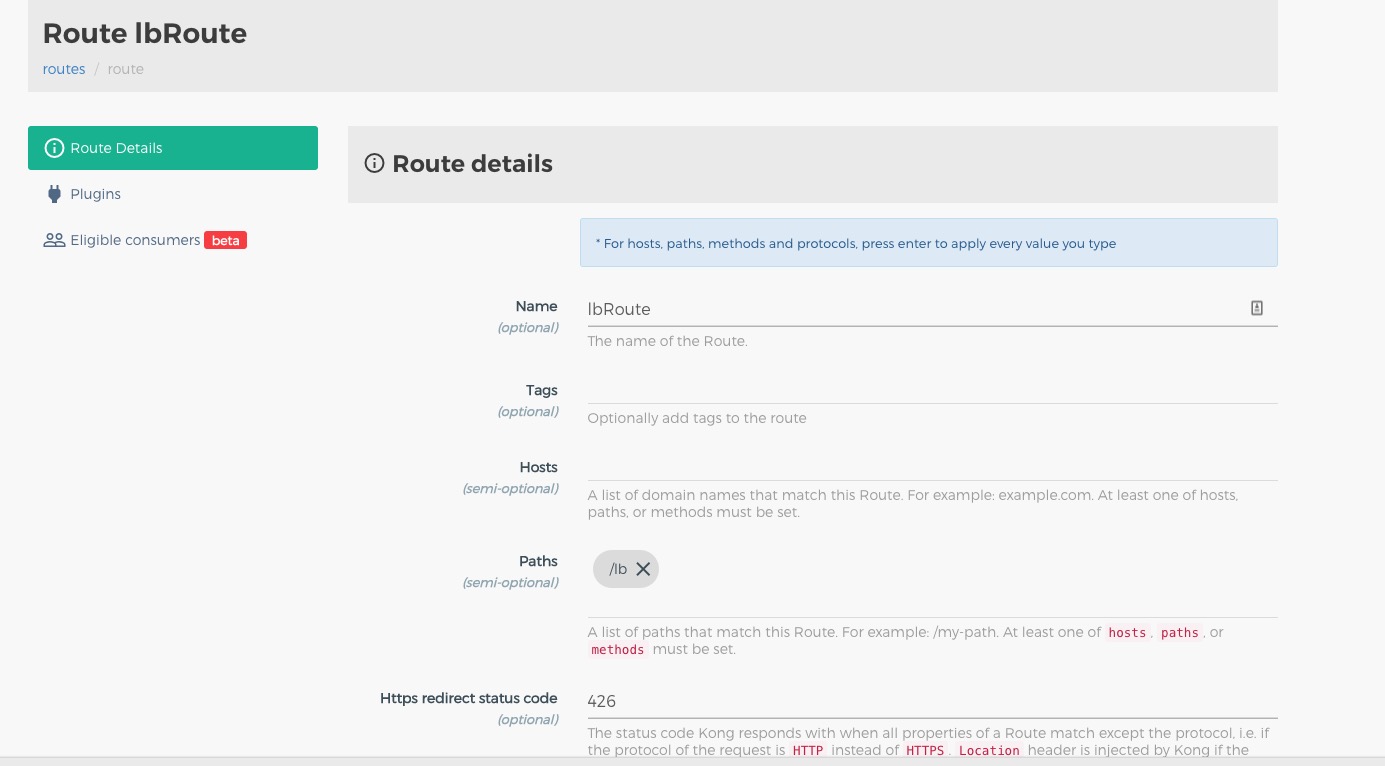 Route lbRoute
routes / route
Route Details
Plugins
Eligible consumers beta
Route details
* For hosts, paths, methods and protocols, press enter to apply every value you type
Name
(optional)
lbRoute
The name of the Route.
Tags
(optional)
Optionally add tags to the route
Hosts
(semi-optional)
A list of domain names that match this Route. For example: example.com. At least one of hosts,
paths, or methods must be set.
Paths
(semi-optional)
/lb
A list of paths that match this Route. For example: /my-path. At least one of hosts, paths, or
methods must be set.
Https redirect status code
(optional)
426
The status code Kong responds with when all properties of a Route match except the protocol, i.e. if
the protocol of the request is HTTP instead of HTTPS. Location header is injected by Kong if the